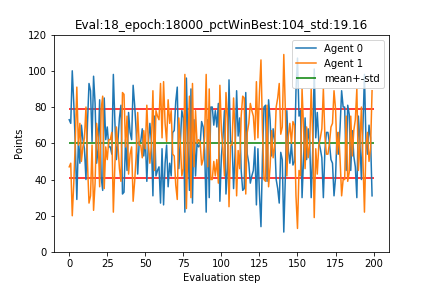 Eval:18_epoch:18000_pctWinBest:104_std:19.16
Agent 0
Agent 1
mean+-std
Points
120
100
80
60
40
20
0
0 25 50 75 100 125 150 175 200
Evaluation step